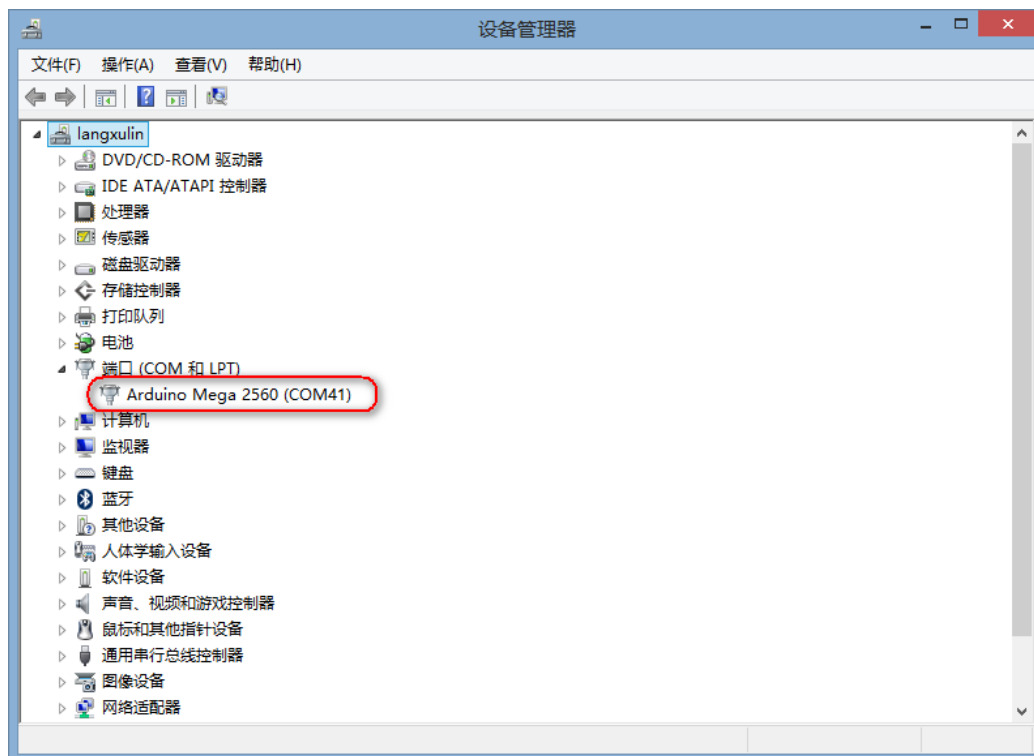 设备管理器
文件(F) 操作(A) 查看(V) 帮助(H)
langxulin
DVD/CD-ROM 驱动器
IDE ATA/ATAPI 控制器
处理器
传感器
磁盘驱动器
存储控制器
打印队列
电池
端口 (COM 和 LPT)
Arduino Mega 2560 (COM41)
计算机
监视器
键盘
蓝牙
其他设备
人体学输入设备
软件设备
声音、视频和游戏控制器
鼠标和其他指针设备
通用串行总线控制器
图像设备
网络适配器